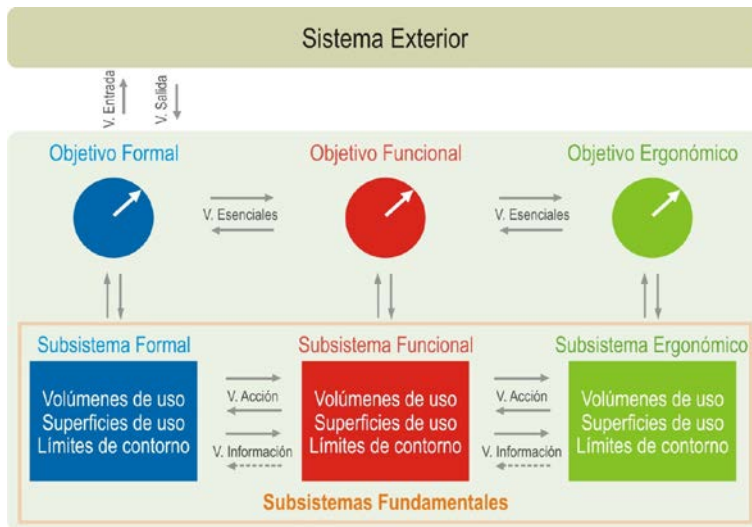 Sistema Exterior
V. Entrada
V. Salida
Objetivo Formal
Objetivo Funcional
Objetivo Ergonómico
V. Esenciales
V. Esenciales
Subsistema Formal
Subsistema Funcional
Subsistema Ergonómico
Volúmenes de uso
Superficies de uso
Límites de contorno
V. Acción
V. Información
Volúmenes de uso
Superficies de uso
Límites de contorno
V. Acción
V. Información
Volúmenes de uso
Superficies de uso
Límites de contorno
Subsistemas Fundamentales